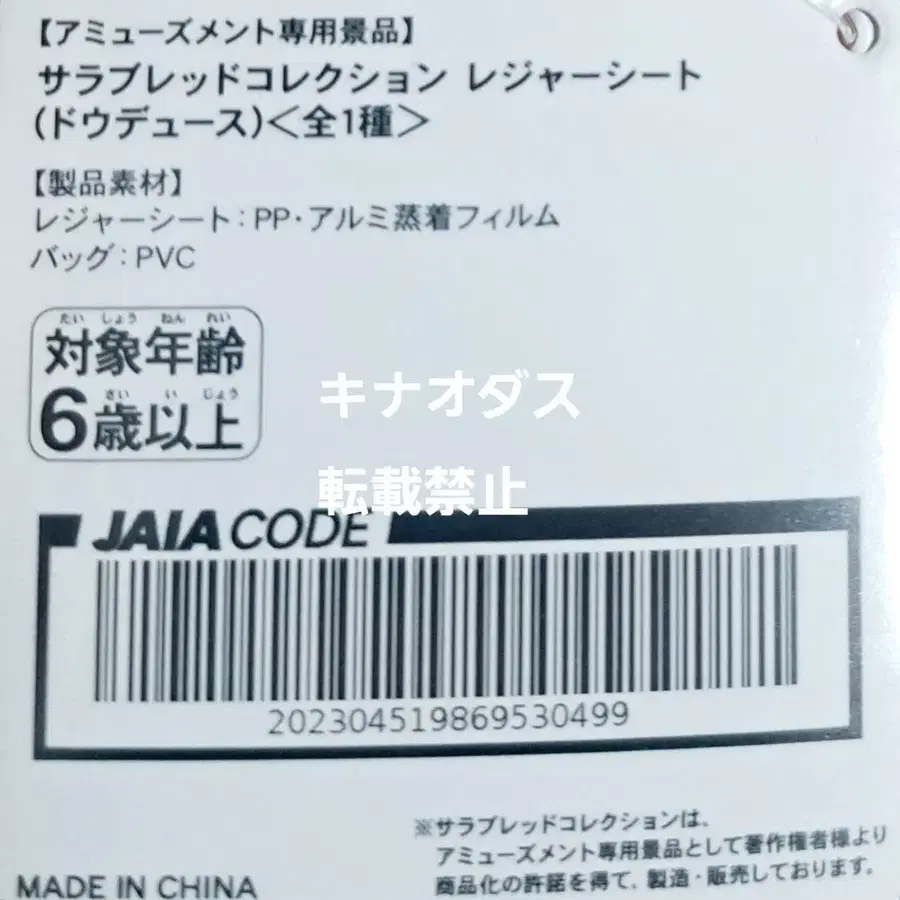 【アミューズメント専用景品】
サラブレッドコレクション レジャーシート
(ドウデュース)<全1種>
【製品素材】
レジャーシート:PP・アルミ蒸着フィルム
バッグ:PVC
たい しょう ねん れい
対象年齢
さい い じょう
6歳以上
キナオダス
転載禁止
JAIA CODE
202304519869530499
※サラブレッドコレクションは、
アミューズメント専用景品として著作権者様より
商品化の許諾を得て、製造・販売しております。
MADE IN CHINA